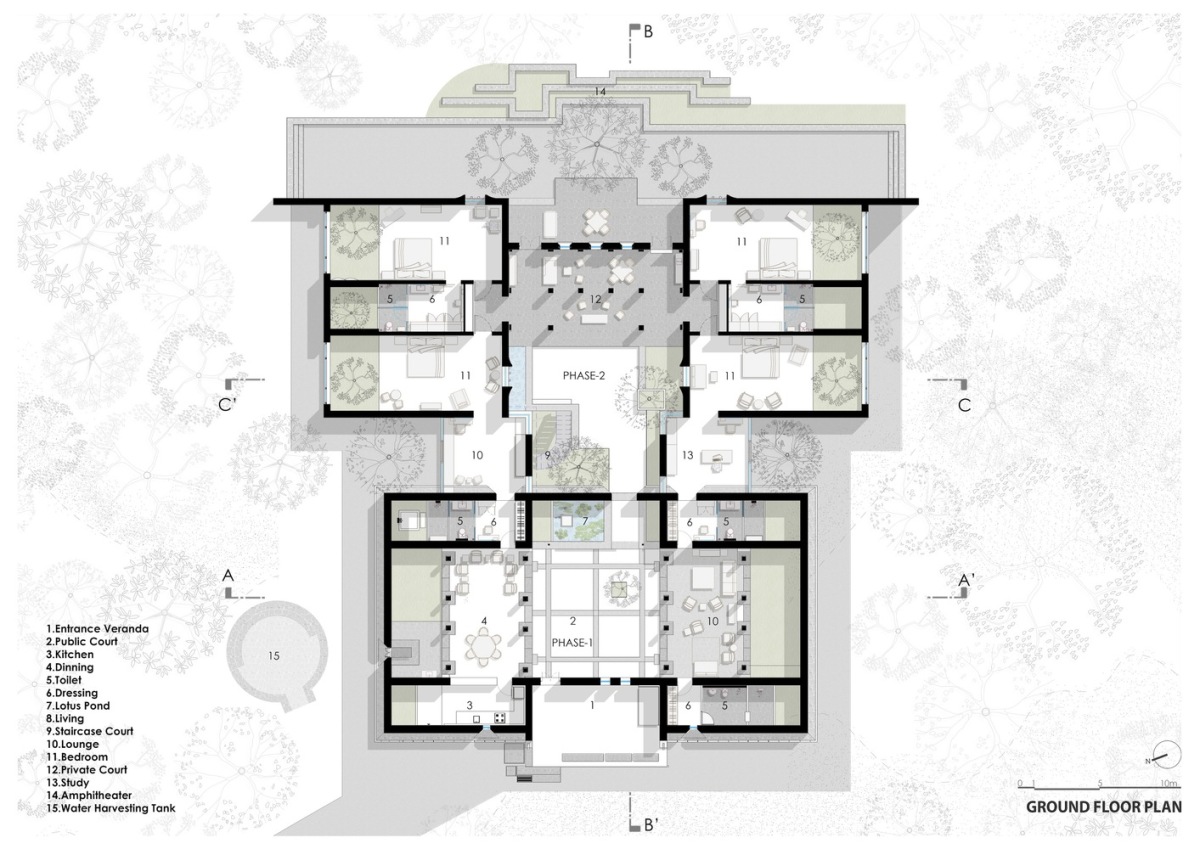 B
14
11
11
5
6
12
6
5
PHASE-2
11
11
C'
C
10
9
13
5
6
7
6
5
A
A'
4
2
10
PHASE-1
15
3
1
6
5
1.Entrance Veranda
2.Public Court
3.Kitchen
4.Dinning
5.Toilet
6.Dressing
7.Lotus Pond
8.Living
9.Staircase Court
10.Lounge
11.Bedroom
12.Private Court
13.Study
14.Amphitheater
15.Water Harvesting Tank
N
0 1 5 10m
GROUND FLOOR PLAN
B'